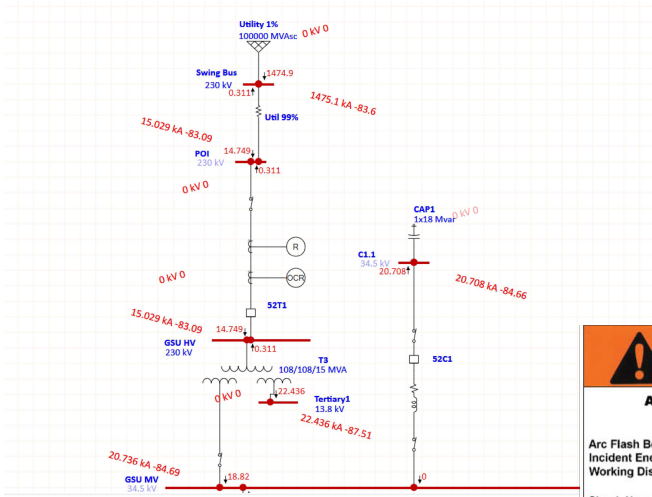 Utility 1%
100000 MVAsc
0 kV 0
Swing Bus
230 kV
1474.9
0.311
1475.1 kA -83.6
Util 99%
15.029 kA -83.09
POI
230 kV
14.749
0.311
0 kV 0
CAP1
1x18 Mvar
0 kV 0
R
C1.1
34.5 kV
20.708
20.708 kA -84.66
OCR
0 kV 0
52T1
15.029 kA -83.09
14.749
GSU HV
230 kV
0.311
T3
108/108/15 MVA
52C1
0 kV 0
22.436
Tertiary1
13.8 kV
22.436 kA -87.51
A
Arc Flash Bo
Incident Ene
Working Dis
20.736 kA -84.69
GSU MV
34.5 kV
18.82
0